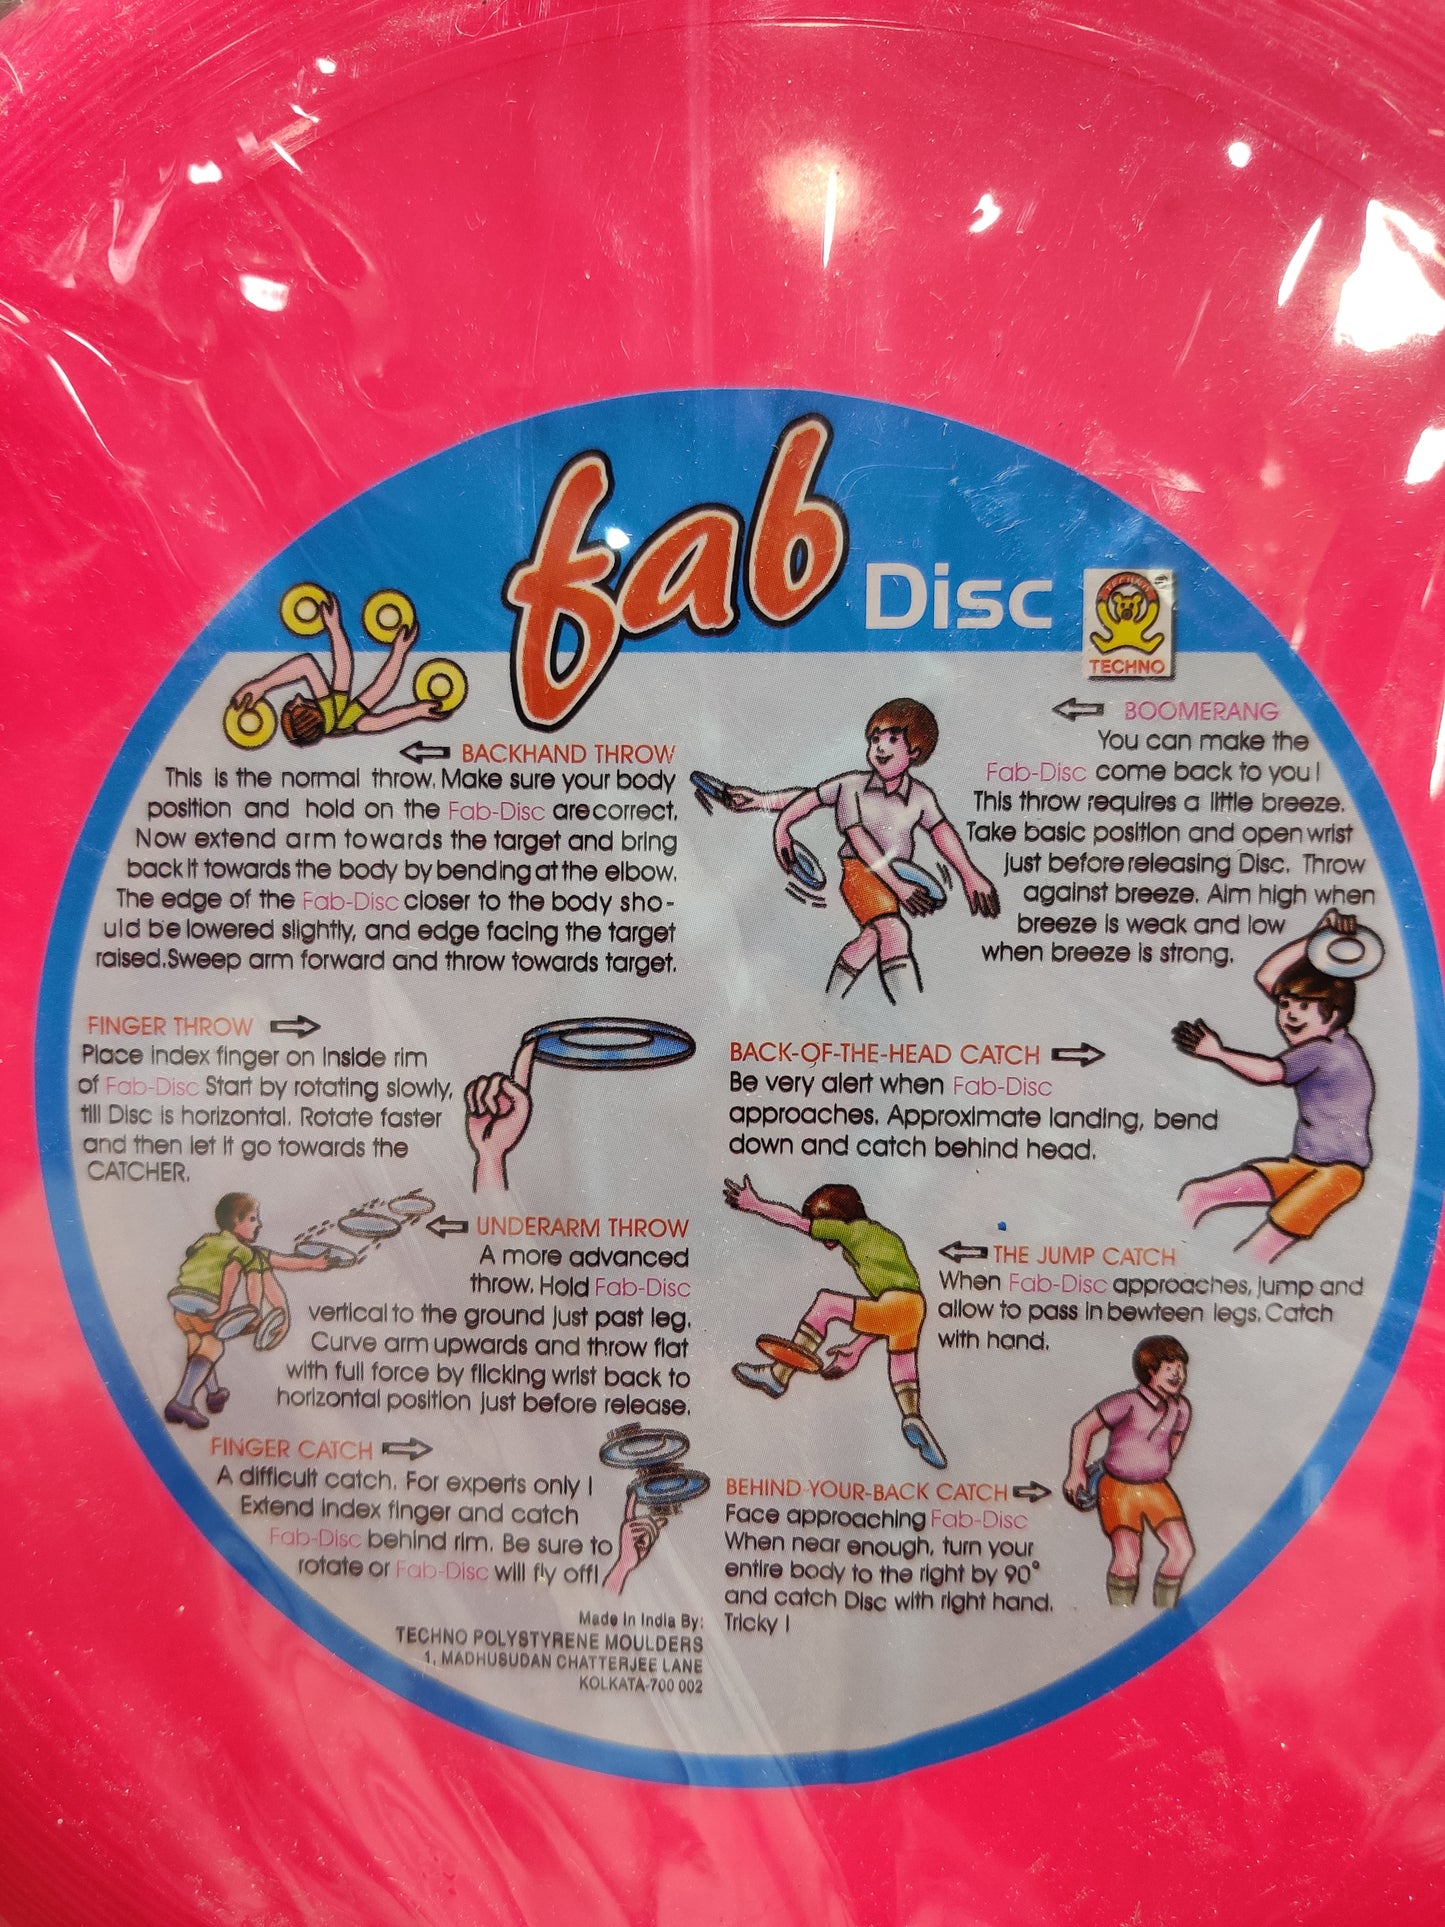 fab Disc
TECHNO
BACKHAND THROW
This is the normal throw. Make sure your body
position and hold on the Fab-Disc are correct.
Now extend arm towards the target and bring
back it towards the body by bending at the elbow.
The edge of the Fab-Disc closer to the body sho-
uld be lowered slightly, and edge facing the target
raised. Sweep arm forward and throw towards target.
FINGER THROW
Place index finger on inside rim
of Fab-Disc Start by rotating slowly,
till Disc is horizontal. Rotate faster
and then let it go towards the
CATCHER.
UNDERARM THROW
A more advanced
throw. Hold Fab-Disc
vertical to the ground just past leg.
Curve arm upwards and throw flat
with full force by flicking wrist back to
horizontal position just before release.
FINGER CATCH
A difficult catch. For experts only !
Extend index finger and catch
Fab-Disc behind rim. Be sure to
rotate or Fab-Disc will fly off!
Made in India By:
TECHNO POLYSTYRENE MOULDERS
1, MADHUSUDAN CHATTERJEE LANE
KOLKATA-700 002
BOOMERANG
You can make the
Fab-Disc come back to you!
This throw requires a little breeze.
Take basic position and open wrist
just before releasing Disc. Throw
against breeze. Aim high when
breeze is weak and low
when breeze is strong.
BACK-OF-THE-HEAD CATCH
Be very alert when Fab-Disc
approaches. Approximate landing, bend
down and catch behind head.
THE JUMP CATCH
When Fab-Disc approaches, jump and
allow to pass in bewteen legs. Catch
with hand.
BEHIND-YOUR-BACK CATCH
Face approaching Fab-Disc
When near enough, turn your
entire body to the right by 90°
and catch Disc with right hand.
Tricky !